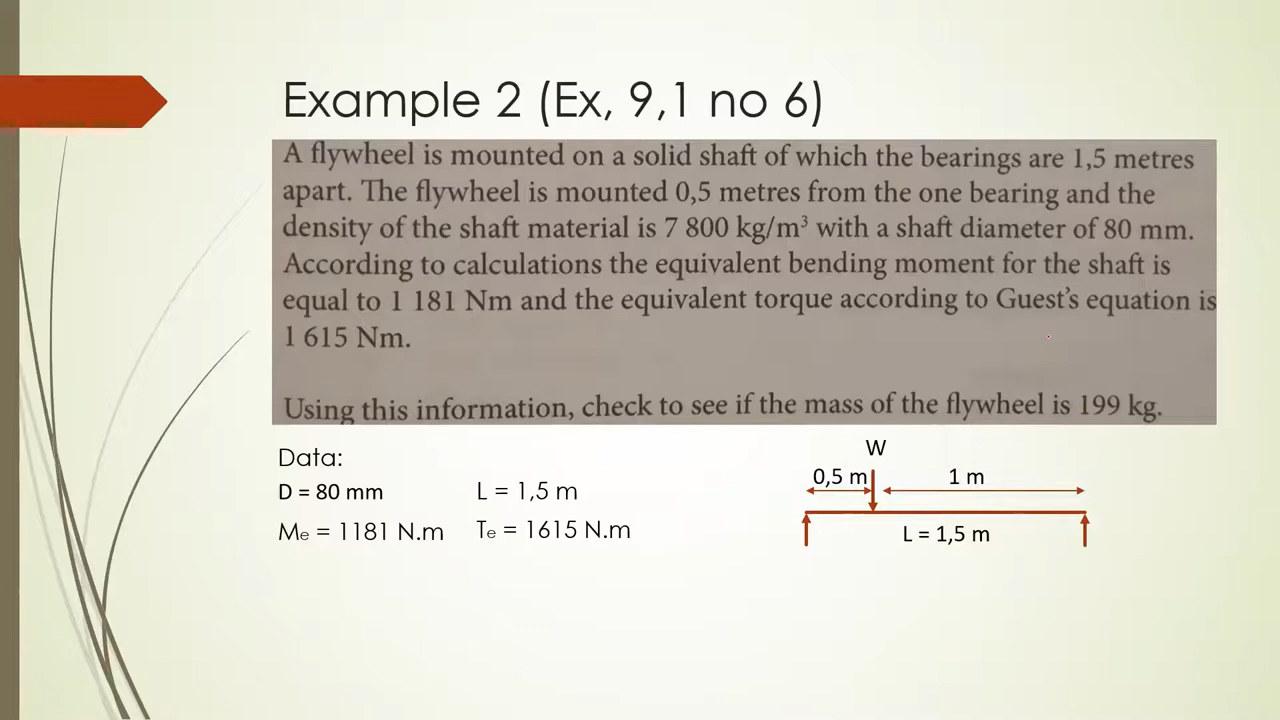 Example 2 (Ex, 9,1 no 6)
A flywheel is mounted on a solid shaft of which the bearings are 1,5 metres
apart. The flywheel is mounted 0,5 metres from the one bearing and the
density of the shaft material is 7 800 kg/m³ with a shaft diameter of 80 mm.
According to calculations the equivalent bending moment for the shaft is
equal to 1 181 Nm and the equivalent torque according to Guest's equation is
1 615 Nm.
Using this information, check to see if the mass of the flywheel is 199 kg.
Data:
D = 80 mm
L = 1,5 m
Me = 1181 N.m
Te = 1615 N.m
W
0,5 m
1 m
L = 1,5 m